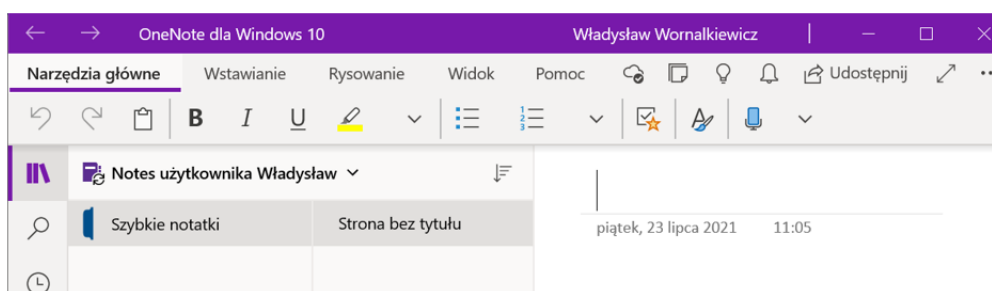 OneNote dla Windows 10 Władysław Wornalkiewicz
Narzędzia główne Wstawianie Rysowanie Widok Pomoc Udostępnij
B I U
Notes użytkownika Władysław
Szybkie notatki Strona bez tytułu
piątek, 23 lipca 2021 11:05